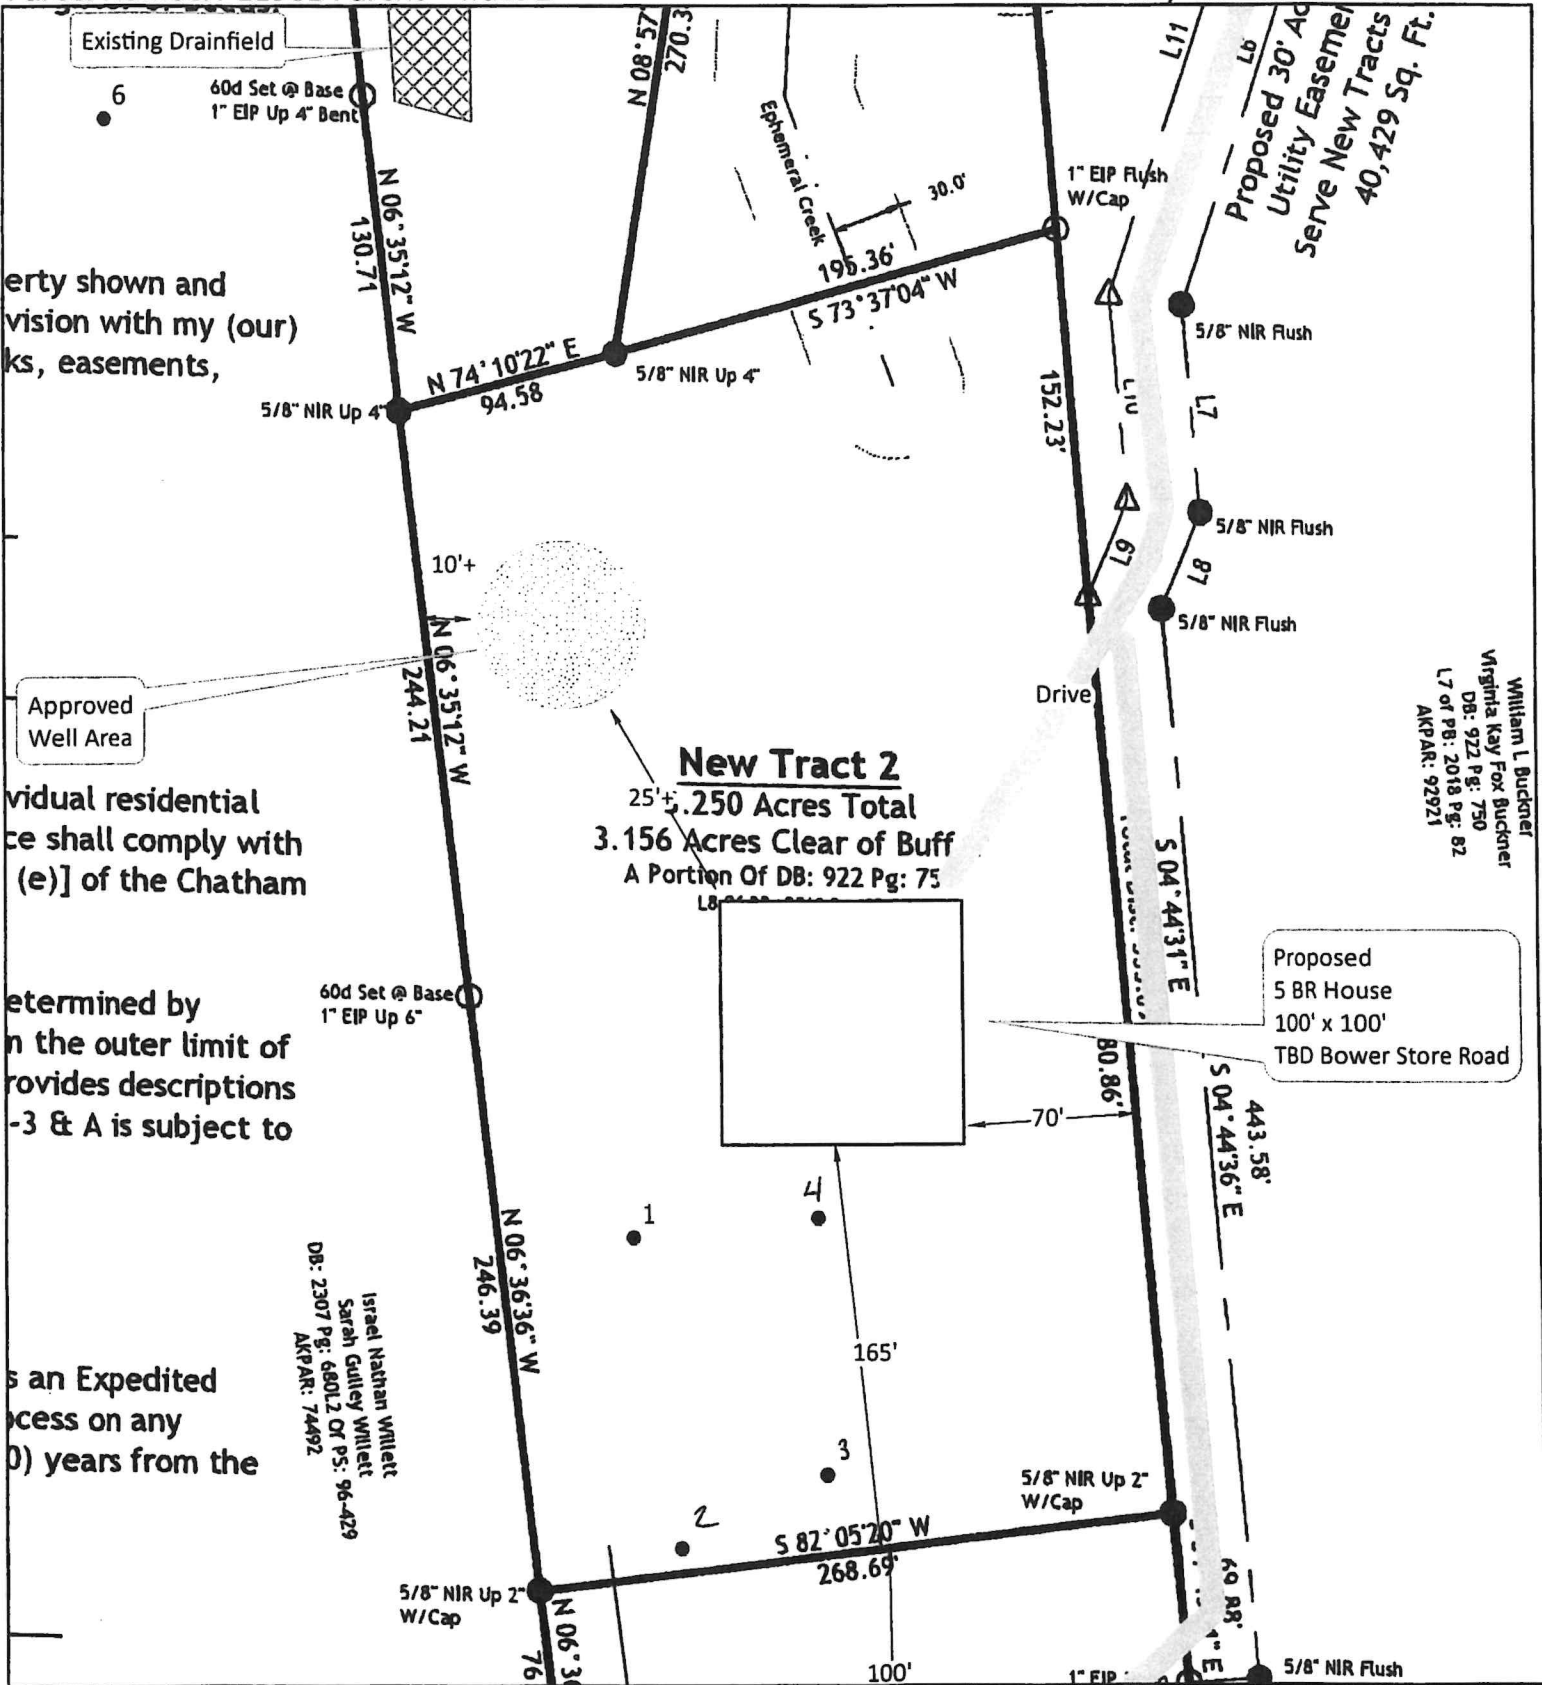 Existing Drainfield
6
60d Set @ Base
1" EIP Up 4" Bent
N 08°57'
270.3
Ephemeral Creek
30.0'
L11
L6
Proposed 30' Ac
Utility Easemer
Serve New Tracts
40,429 Sq. Ft.
1" EIP Flush
W/Cap
N 06°35'12" W
130.71
195.36'
S 73°37'04" W
erty shown and
vision with my (our)
ks, easements,
5/8" NIR Flush
N 74°10'22" E
94.58
5/8" NIR Up 4"
5/8" NIR Up 4"
152.23'
L10
L7
10'+
L9
5/8" NIR Flush
L8
5/8" NIR Flush
N 06°35'12" W
244.21
Approved
Well Area
Drive
William L Buckner
Virginia Kay Fox Buckner
DB: 922 Pg: 750
L7 of PB: 2018 Pg: 82
AKPAR: 92921
New Tract 2
25'+
.250 Acres Total
3.156 Acres Clear of Buff
A Portion Of DB: 922 Pg: 75
vidual residential
ce shall comply with
(e)] of the Chatham
S 04°44'31" E
Proposed
5 BR House
100' x 100'
TBD Bower Store Road
60d Set @ Base
1" EIP Up 6"
etermined by
n the outer limit of
rovides descriptions
-3 & A is subject to
80.86'
70'
S 04°44'36" E
443.58'
4
1
N 06°36'36" W
246.39
Israel Nathan Willett
Sarah Gulley Willett
DB: 2307 Pg: 680L2 Of PS: 96-429
AKPAR: 74492
165'
s an Expedited
ocess on any
0) years from the
3
5/8" NIR Up 2"
W/Cap
2
S 82°05'20" W
268.69'
5/8" NIR Up 2"
W/Cap
N 06°3
76
69.88'
" E
100'
1" EIP
5/8" NIR Flush